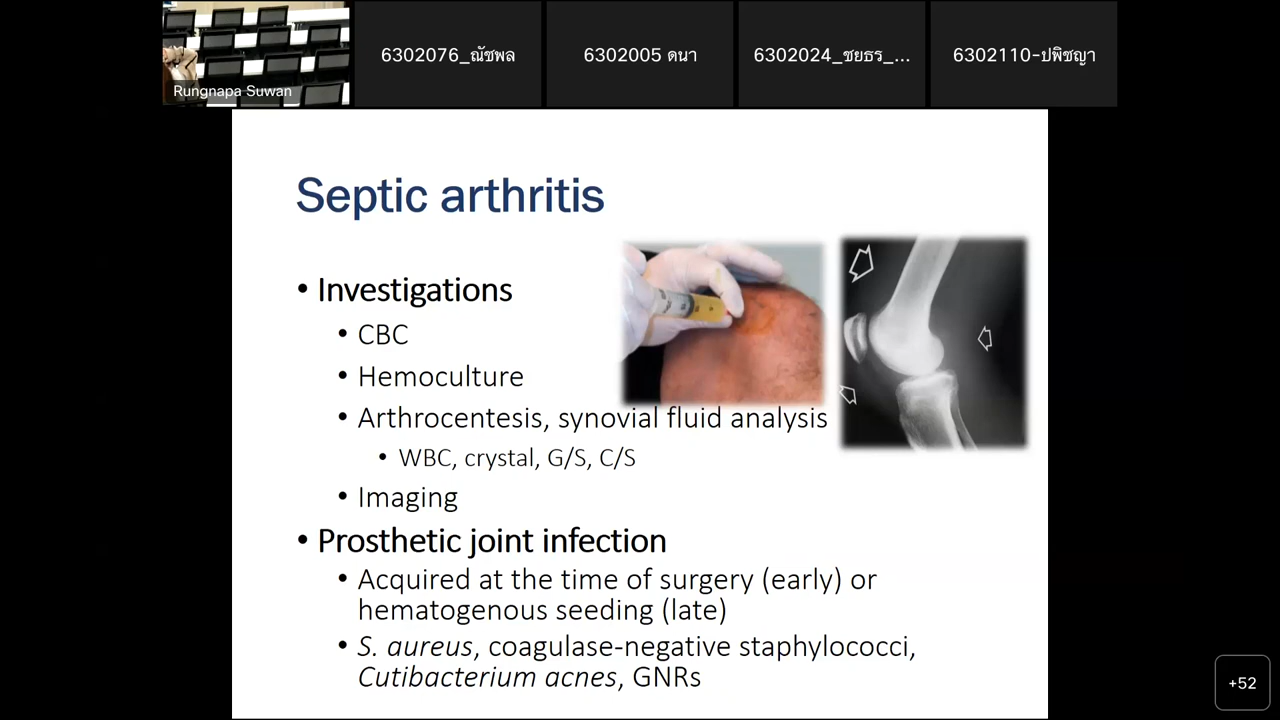 Rungnapa Suwan
6302076_ณัชพล
6302005 ดนา
6302024_ชยธร_...
6302110-ปพิชญา
Septic arthritis
• Investigations
• CBC
• Hemoculture
• Arthrocentesis, synovial fluid analysis
• WBC, crystal, G/S, C/S
• Imaging
• Prosthetic joint infection
• Acquired at the time of surgery (early) or
hematogenous seeding (late)
• S. aureus, coagulase-negative staphylococci,
Cutibacterium acnes, GNRs
+52